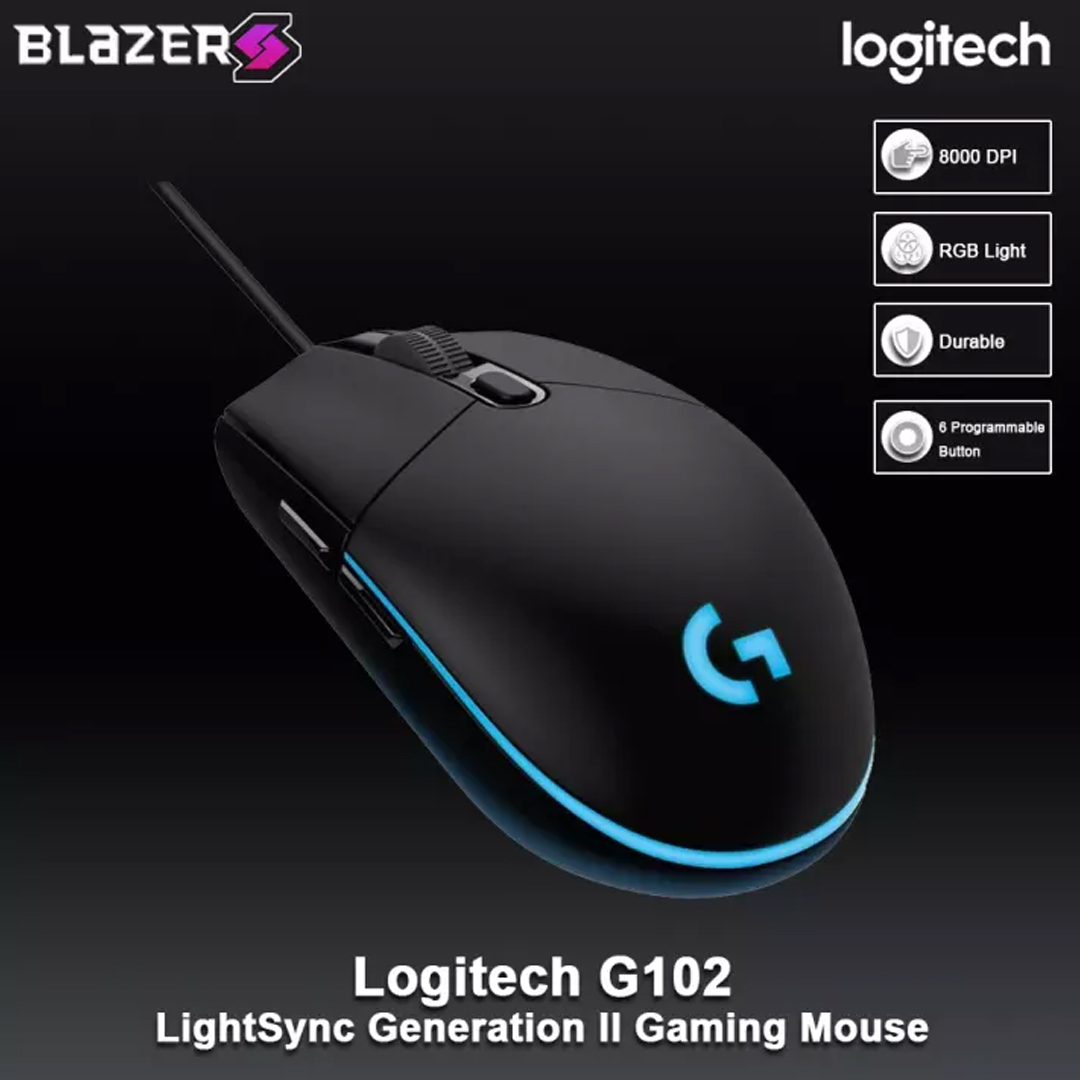 BLaZER S
logitech
8000 DPI
RGB Light
Durable
6 Programmable
Button
G
Logitech G102
LightSync Generation II Gaming Mouse